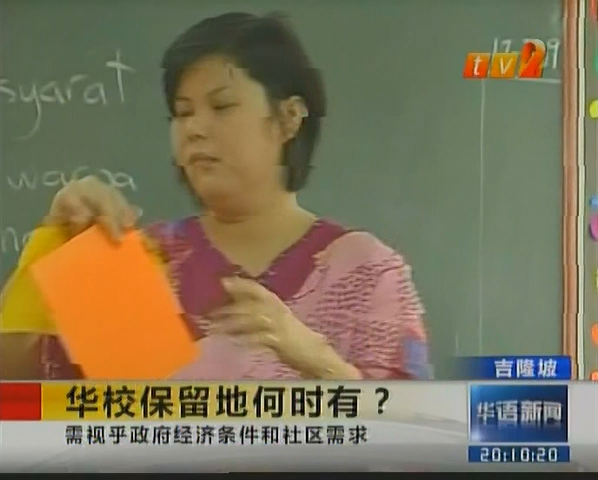 syarat
warna
tv2
吉隆坡
华校保留地何时有？
华语新闻
需视乎政府经济条件和社区需求
20:10:20